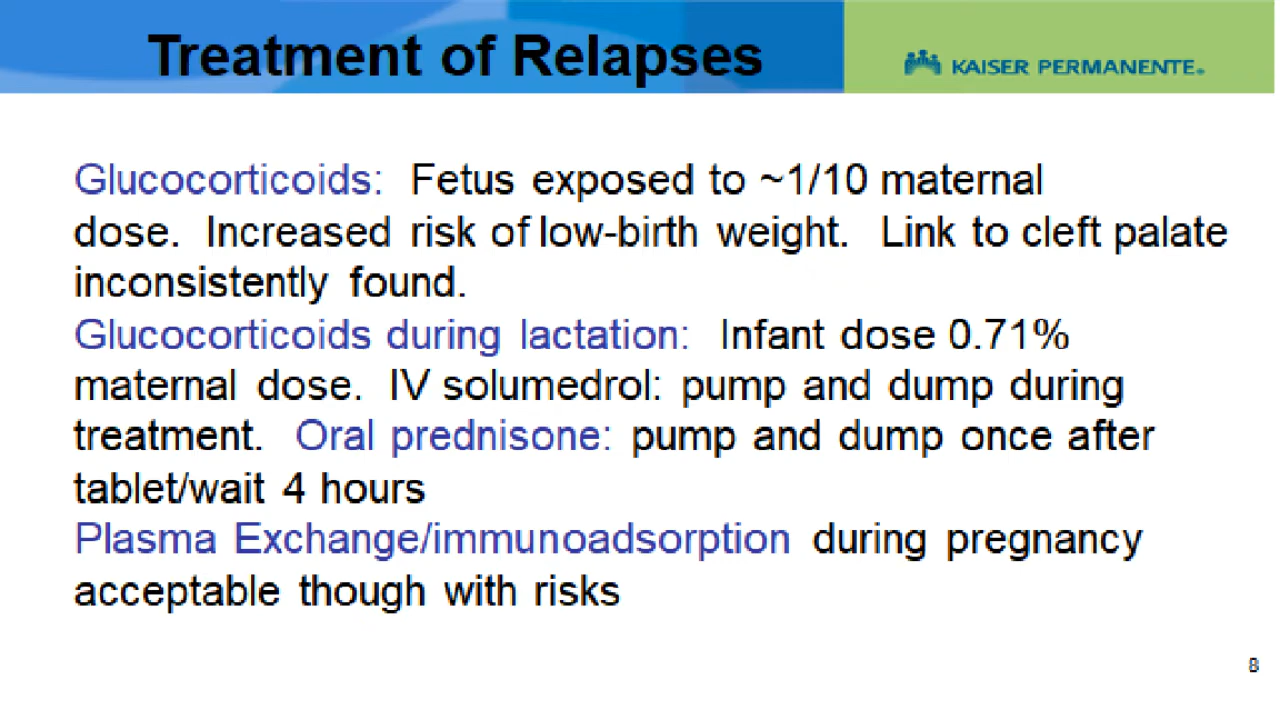 Treatment of Relapses
KAISER PERMANENTE®
Glucocorticoids: Fetus exposed to ~1/10 maternal
dose. Increased risk of low-birth weight. Link to cleft palate
inconsistently found.
Glucocorticoids during lactation: Infant dose 0.71%
maternal dose. IV solumedrol: pump and dump during
treatment. Oral prednisone: pump and dump once after
tablet/wait 4 hours
Plasma Exchange/immunoadsorption during pregnancy
acceptable though with risks
8